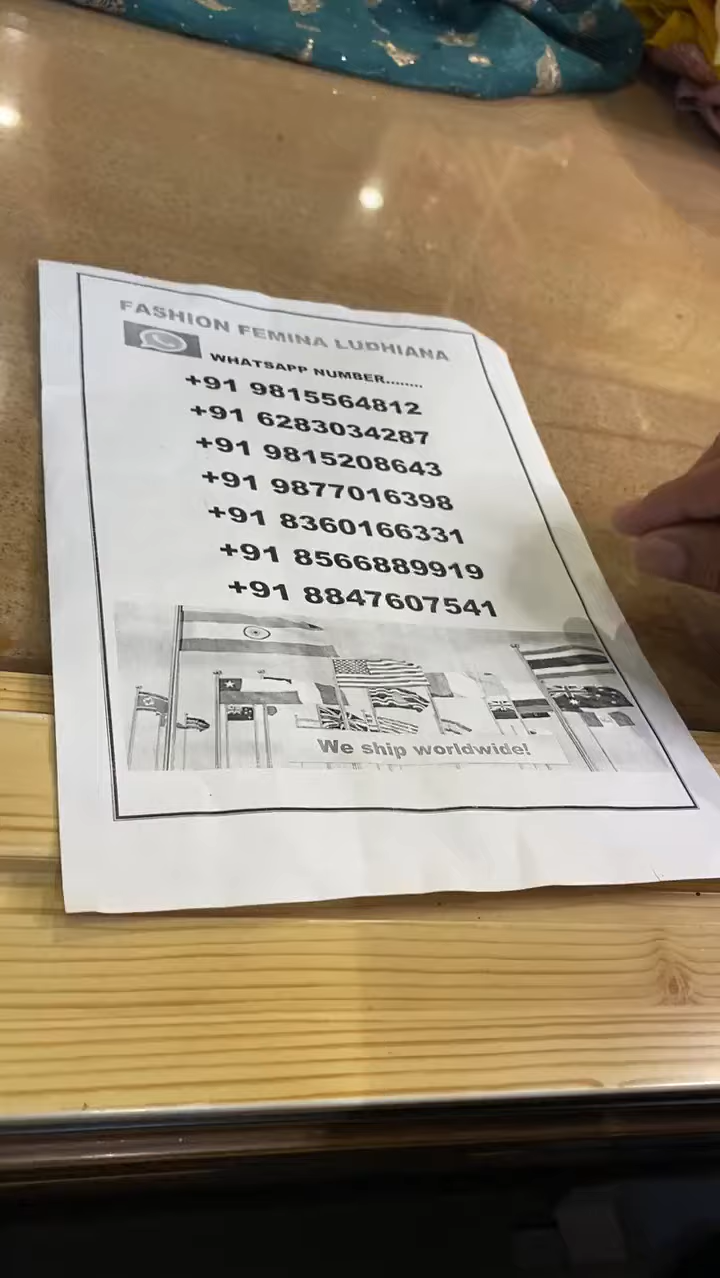 FASHION FEMINA LUDHIANA
WHATSAPP NUMBER........
+91 9815564812
+91 6283034287
+91 9815208643
+91 9877016398
+91 8360166331
+91 8566889919
+91 8847607541
We ship worldwide!